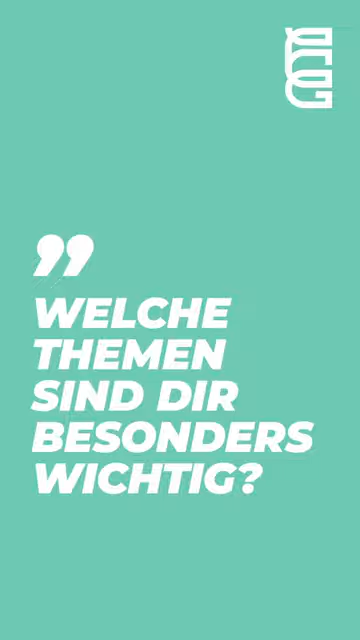 ”
WELCHE
THEMEN
SIND DIR
BESONDERS
WICHTIG?